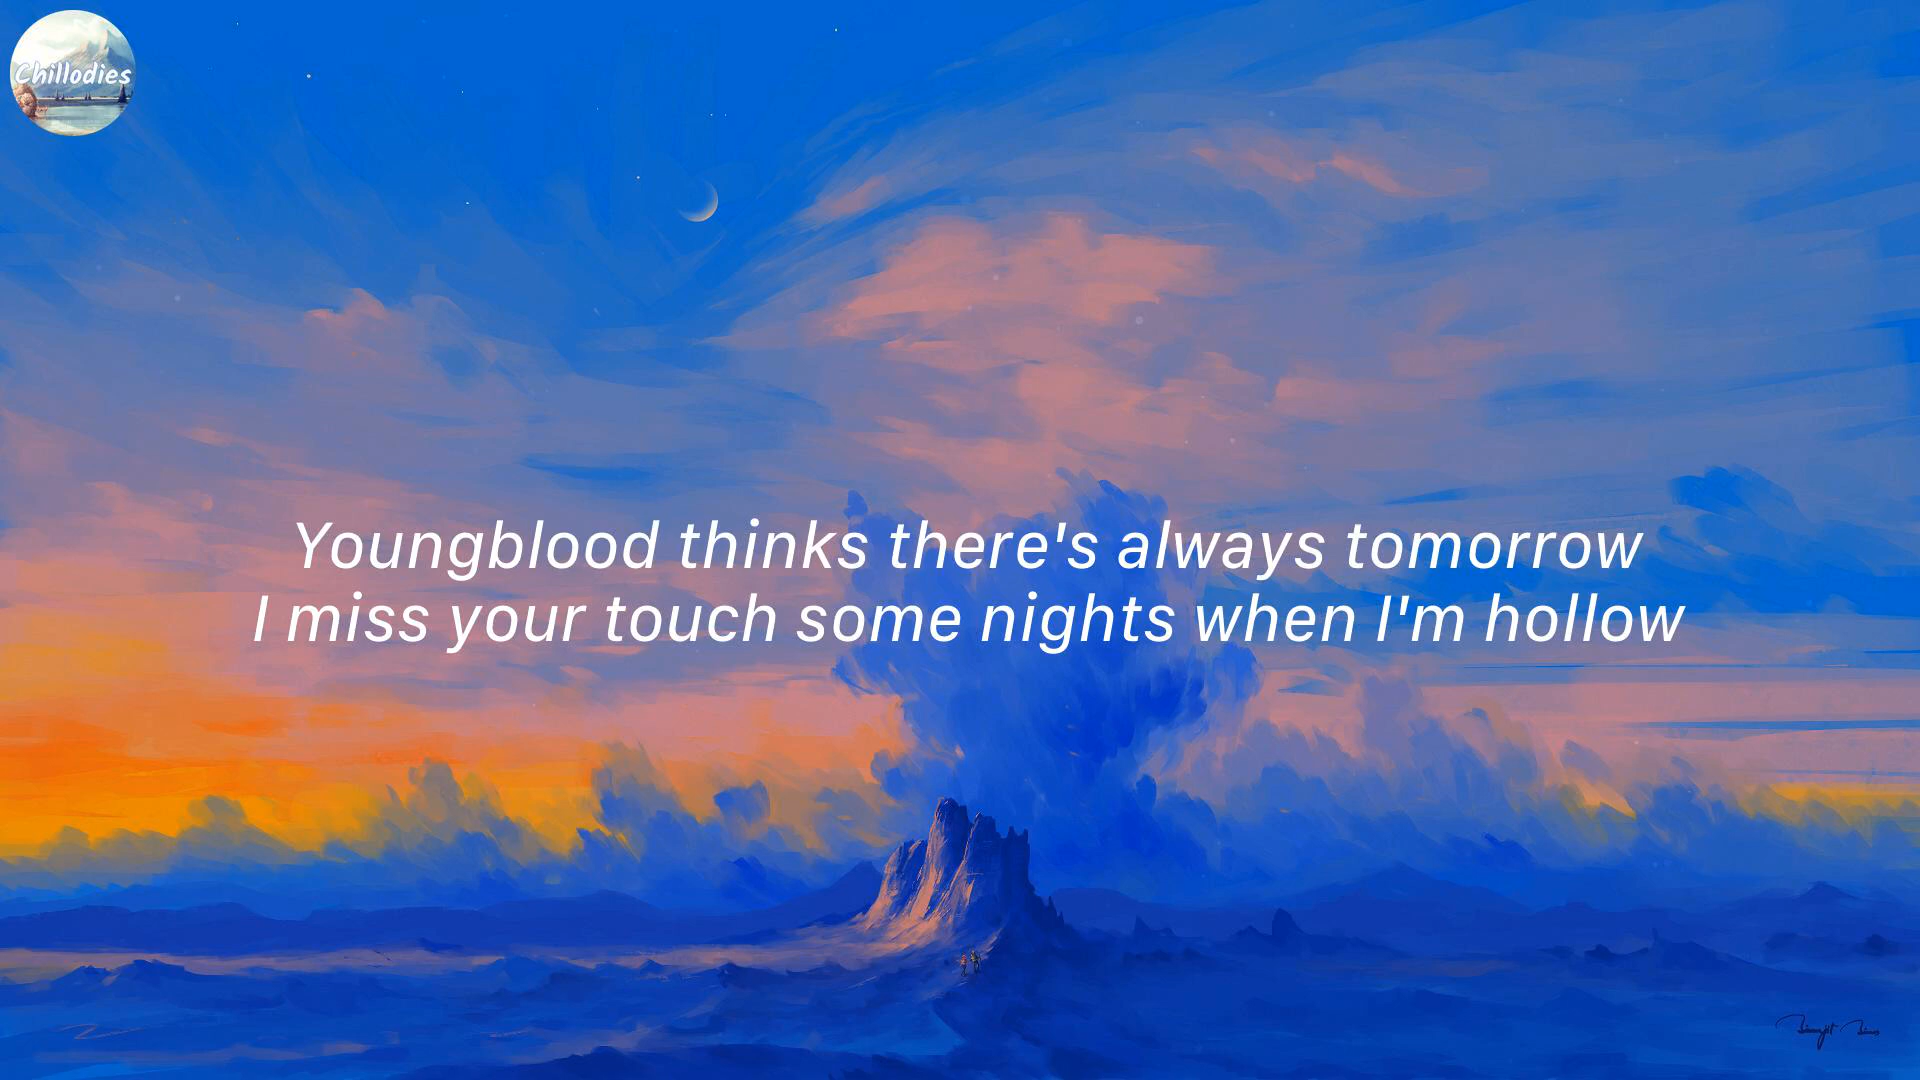 Chillodies
Youngblood thinks there's always tomorrow
I miss your touch some nights when I'm hollow